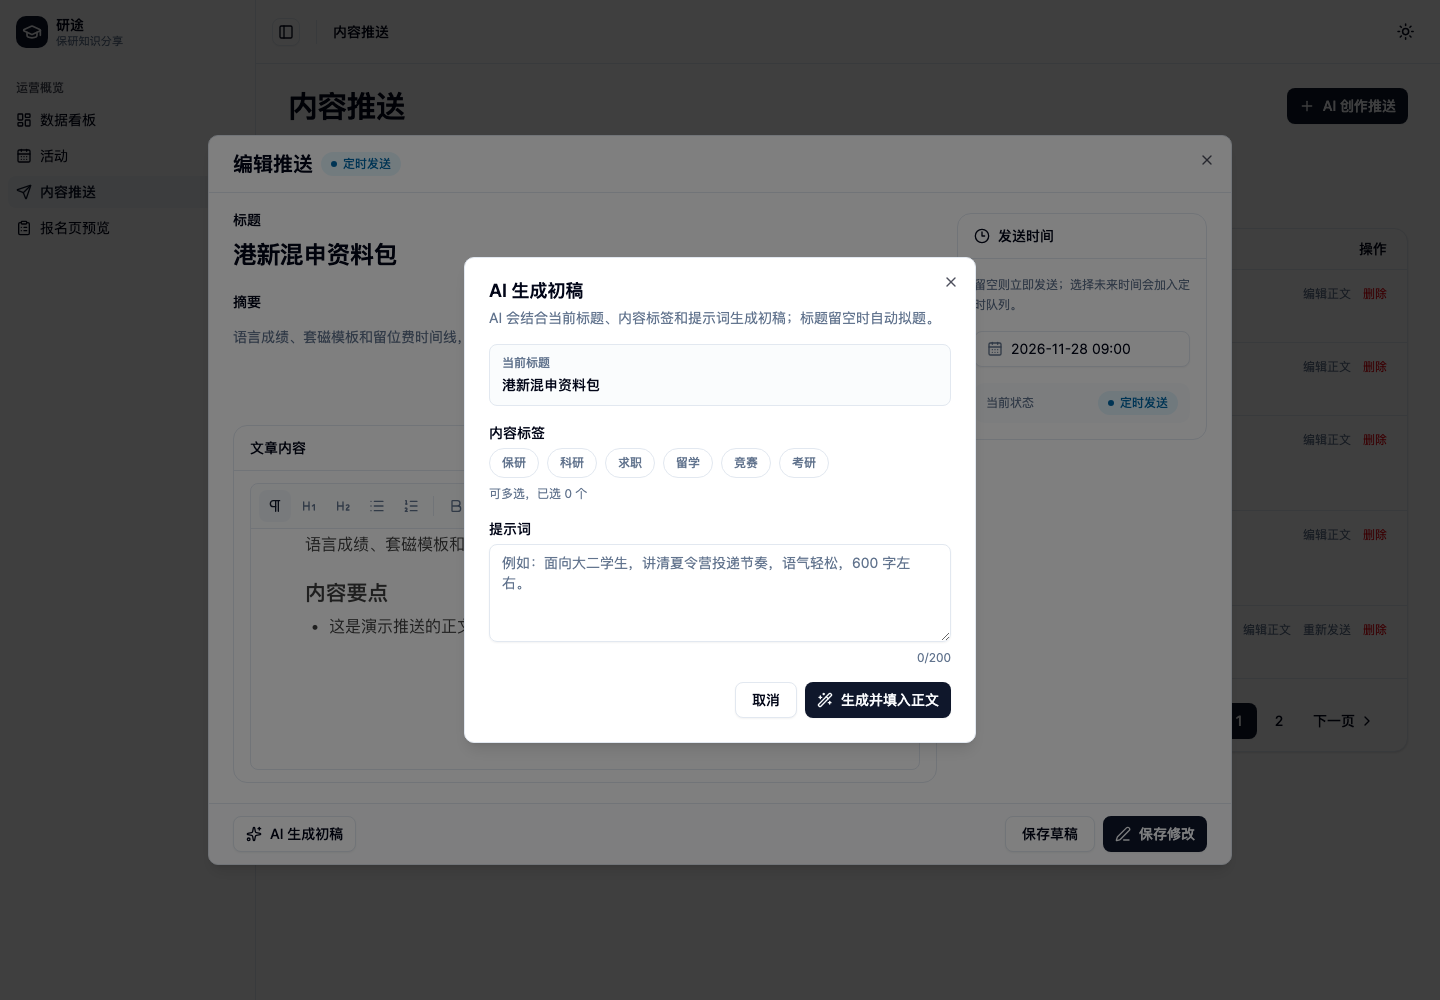 研途
保研知识分享
运营概览
数据看板
活动
内容推送
报名页预览
内容推送
内容推送
AI 创作推送
操作
编辑正文 删除
编辑正文 删除
编辑正文 删除
编辑正文 删除
编辑正文 重新发送 删除
1 2 下一页
编辑推送 定时发送
标题
港新混申资料包
摘要
语言成绩、套磁模板和留位费时间线，
文章内容
H1 H2 B
语言成绩、套磁模板和
内容要点
• 这是演示推送的正文
发送时间
留空则立即发送；选择未来时间会加入定
时队列。
2026-11-28 09:00
当前状态 定时发送
AI 生成初稿
保存草稿 保存修改
AI 生成初稿
AI 会结合当前标题、内容标签和提示词生成初稿；标题留空时自动拟题。
当前标题
港新混申资料包
内容标签
保研 科研 求职 留学 竞赛 考研
可多选，已选 0 个
提示词
例如：面向大二学生，讲清夏令营投递节奏，语气轻松，600 字左
右。
0/200
取消 生成并填入正文